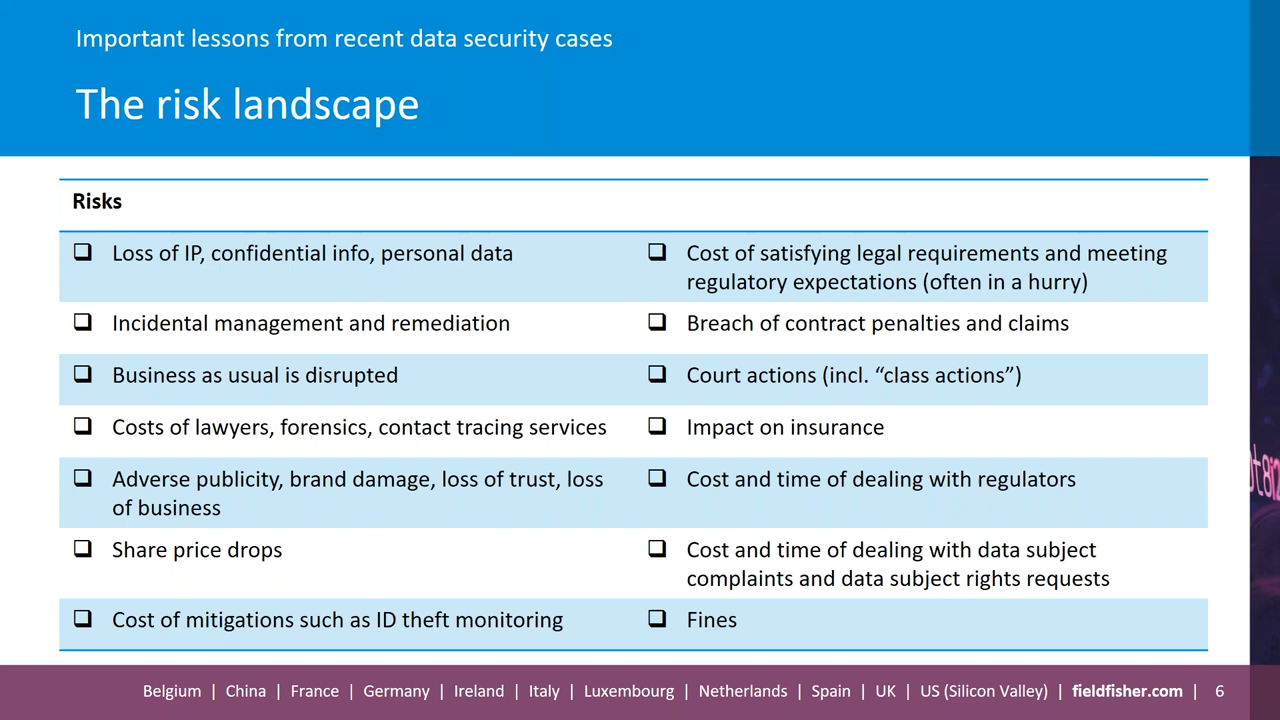 Important lessons from recent data security cases
The risk landscape
Risks
❑ Loss of IP, confidential info, personal data
❑ Cost of satisfying legal requirements and meeting
regulatory expectations (often in a hurry)
❑ Incidental management and remediation
❑ Breach of contract penalties and claims
❑ Business as usual is disrupted
❑ Court actions (incl. “class actions”)
❑ Costs of lawyers, forensics, contact tracing services
❑ Impact on insurance
❑ Adverse publicity, brand damage, loss of trust, loss
of business
❑ Cost and time of dealing with regulators
❑ Share price drops
❑ Cost and time of dealing with data subject
complaints and data subject rights requests
❑ Cost of mitigations such as ID theft monitoring
❑ Fines
Belgium | China | France | Germany | Ireland | Italy | Luxembourg | Netherlands | Spain | UK | US (Silicon Valley) | fieldfisher.com | 6